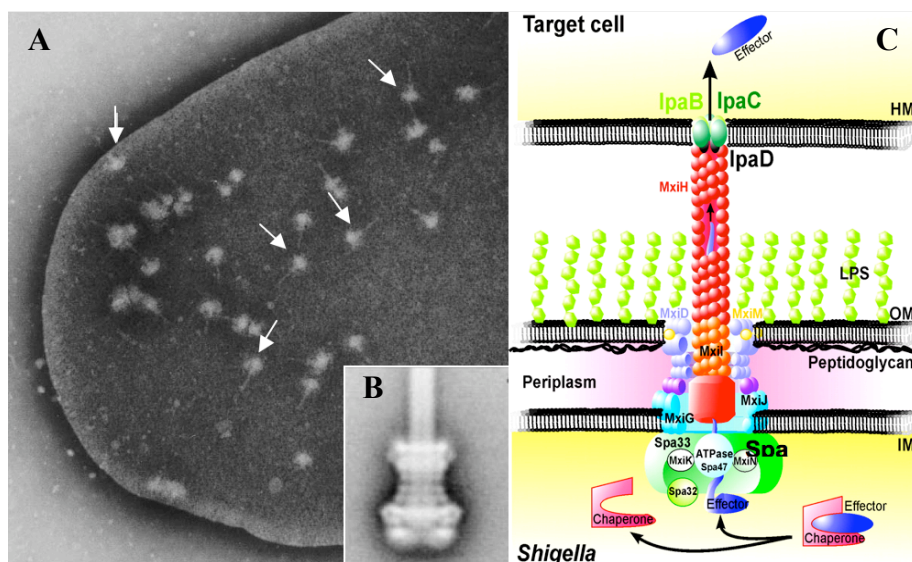 A
B
Target cell
C
Effector
IpaB
IpaC
HM
IpaD
MxiH
LPS
OM
MxiD
MxiM
MxiI
Peptidoglycan
Periplasm
MxiG
MxiJ
IM
Spa33
Spa
MxiK
ATPase
Spa47
MxiN
Spa32
Effector
Chaperone
Effector
Chaperone
Shigella